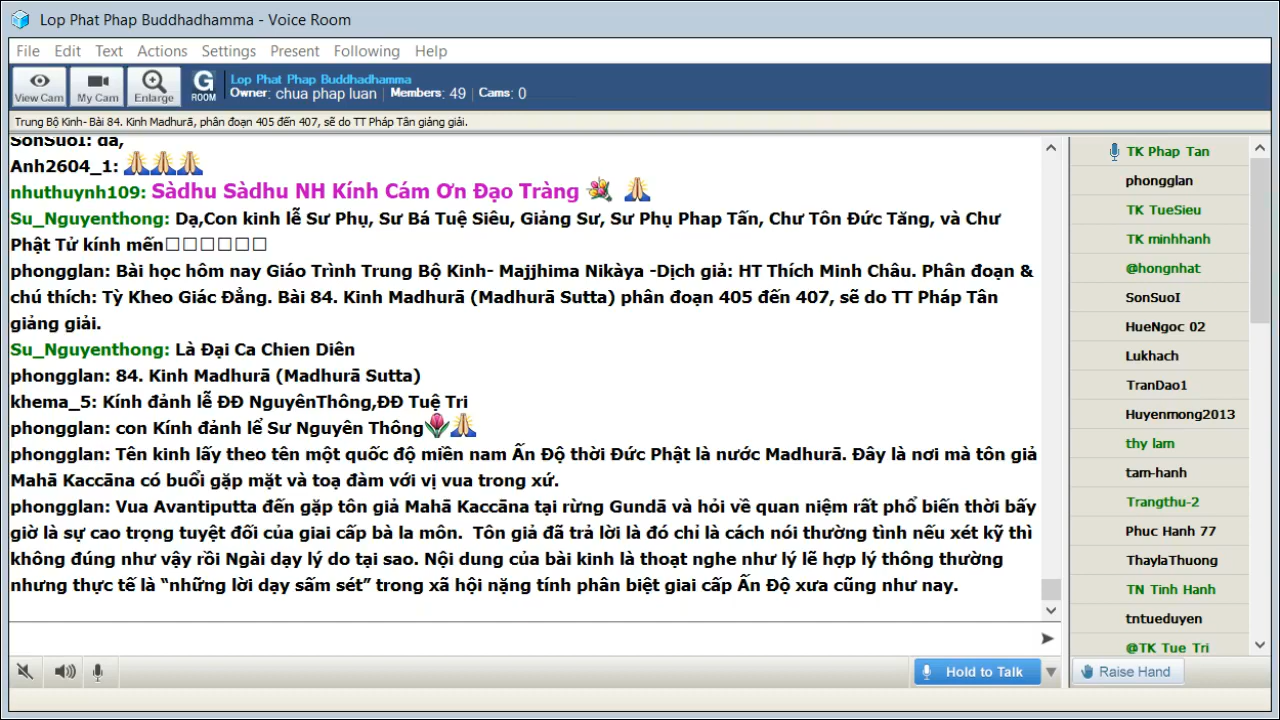 Lop Phat Phap Buddhadhamma - Voice Room
File Edit Text Actions Settings Present Following Help
View Cam My Cam Enlarge G ROOM
Lop Phat Phap Buddhadhamma
Owner: chua phap luan | Members: 49 | Cams: 0
Trung Bộ Kinh- Bài 84. Kinh Madhurā, phân đoạn 405 đến 407, sẽ do TT Pháp Tân giảng giải.
SonSuoI: dạ,
Anh2604_1: 🙏🙏🙏
nhuthuynh109: Sàdhu Sàdhu NH Kính Cám Ơn Đạo Tràng 💐 🙏
Su_Nguyenthong: Dạ,Con kinh lễ Sư Phụ, Sư Bá Tuệ Siêu, Giảng Sư, Sư Phụ Phap Tấn, Chư Tôn Đức Tăng, và Chư
Phật Tử kính mến□□□□□□
phongglan: Bài học hôm nay Giáo Trình Trung Bộ Kinh- Majjhima Nikàya -Dịch giả: HT Thích Minh Châu. Phân đoạn &
chú thích: Tỳ Kheo Giác Đẳng. Bài 84. Kinh Madhurā (Madhurā Sutta) phân đoạn 405 đến 407, sẽ do TT Pháp Tân
giảng giải.
Su_Nguyenthong: Là Đại Ca Chien Diên
phongglan: 84. Kinh Madhurā (Madhurā Sutta)
khema_5: Kính đảnh lễ ĐĐ NguyênThông,ĐĐ Tuệ Tri
phongglan: con Kính đảnh lể Sư Nguyên Thông🌷🙏
phongglan: Tên kinh lấy theo tên một quốc độ miền nam Ấn Độ thời Đức Phật là nước Madhurā. Đây là nơi mà tôn giả
Mahā Kaccāna có buổi gặp mặt và toạ đàm với vị vua trong xứ.
phongglan: Vua Avantiputta đến gặp tôn giả Mahā Kaccāna tại rừng Gundā và hỏi về quan niệm rất phổ biến thời bấy
giờ là sự cao trọng tuyệt đối của giai cấp bà la môn.  Tôn giả đã trả lời là đó chỉ là cách nói thường tình nếu xét kỹ thì
không đúng như vậy rồi Ngài dạy lý do tại sao. Nội dung của bài kinh là thoạt nghe như lý lẽ hợp lý thông thường
nhưng thực tế là “những lời dạy sấm sét” trong xã hội nặng tính phân biệt giai cấp Ấn Độ xưa cũng như nay.
TK Phap Tan
phongglan
TK TueSieu
TK minhhanh
@hongnhat
SonSuoI
HueNgoc 02
Lukhach
TranDao1
Huyenmong2013
thy lam
tam-hanh
Trangthu-2
Phuc Hanh 77
ThaylaThuong
TN Tinh Hanh
tntueduyen
@TK Tue Tri
Hold to Talk
Raise Hand